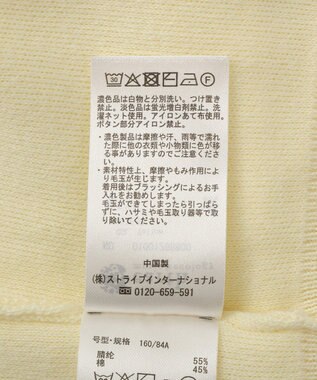 30
濃色品は白物と分別洗い。つけ置き
禁止。淡色品は蛍光増白剤禁止。洗
濯ネット使用。アイロンあて布使用。
ボタン部分アイロン禁止。
・濃色製品は摩擦や汗、雨等で濡れ
た際に他の衣類や小物類に色が移
る事がありますのでご注意くださ
い。
・素材特性上、摩擦やもみ作用によ
り毛玉が生じます。
着用後はブラッシングによるお手
入れをお勧めします。
毛玉ができてしまったら引っぱら
ずに、ハサミや毛玉取り器等で取
り除いてください。
中国製
(株)ストライプインターナショナル
☎0120-659-591
号型・规格 160/84A
腈纶 55%
棉 45%